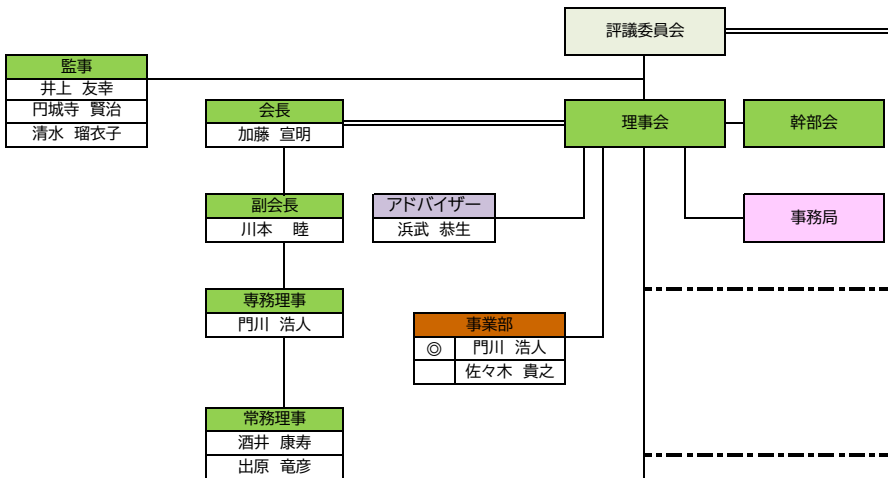 評議委員会
監事
井上 友幸
円城寺 賢治
清水 瑠衣子
会長
加藤 宣明
理事会
幹部会
副会長
川本 睦
アドバイザー
浜武 恭生
事務局
専務理事
門川 浩人
事業部
◎ 門川 浩人
佐々木 貴之
常務理事
酒井 康寿
出原 竜彦